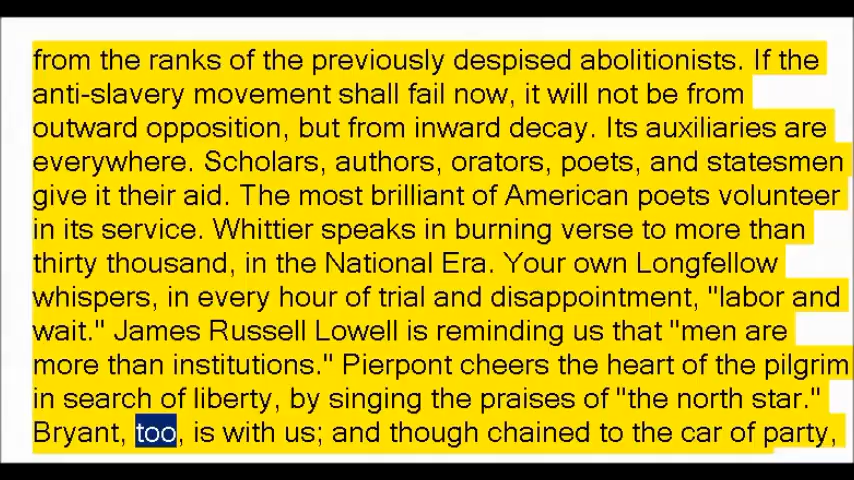 from the ranks of the previously despised abolitionists. If the
anti-slavery movement shall fail now, it will not be from
outward opposition, but from inward decay. Its auxiliaries are
everywhere. Scholars, authors, orators, poets, and statesmen
give it their aid. The most brilliant of American poets volunteer
in its service. Whittier speaks in burning verse to more than
thirty thousand, in the National Era. Your own Longfellow
whispers, in every hour of trial and disappointment, "labor and
wait." James Russell Lowell is reminding us that "men are
more than institutions." Pierpont cheers the heart of the pilgrim
in search of liberty, by singing the praises of "the north star."
Bryant, too, is with us; and though chained to the car of party,